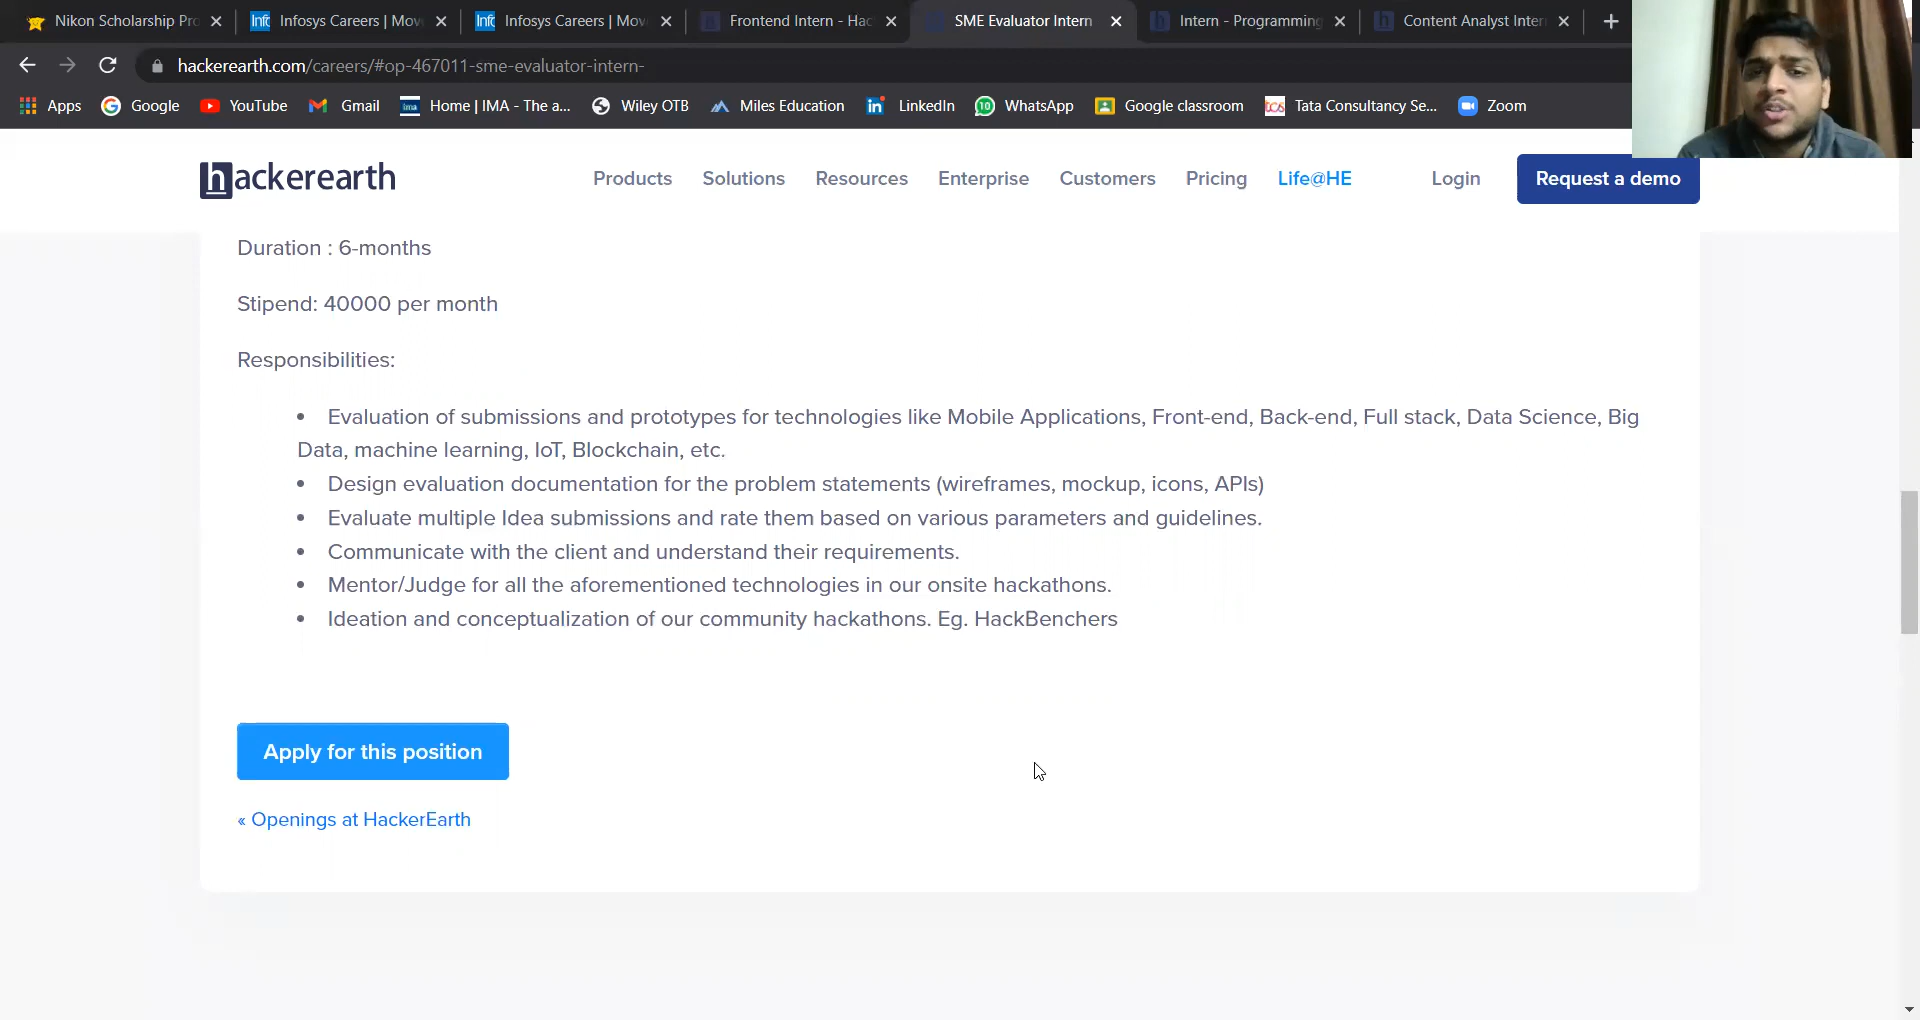 Nikon Scholarship Pro
Infosys Careers | Mov
Infosys Careers | Mov
Frontend Intern - Hac
SME Evaluator Intern
Intern - Programming
Content Analyst Inter
hackerearth.com/careers/#op-467011-sme-evaluator-intern-
Apps
Google
YouTube
Gmail
Home | IMA - The a...
Wiley OTB
Miles Education
LinkedIn
WhatsApp
Google classroom
Tata Consultancy Se...
Zoom
hackerearth
Products
Solutions
Resources
Enterprise
Customers
Pricing
Life@HE
Login
Request a demo
Duration : 6-months
Stipend: 40000 per month
Responsibilities:
• Evaluation of submissions and prototypes for technologies like Mobile Applications, Front-end, Back-end, Full stack, Data Science, Big
Data, machine learning, IoT, Blockchain, etc.
• Design evaluation documentation for the problem statements (wireframes, mockup, icons, APIs)
• Evaluate multiple Idea submissions and rate them based on various parameters and guidelines.
• Communicate with the client and understand their requirements.
• Mentor/Judge for all the aforementioned technologies in our onsite hackathons.
• Ideation and conceptualization of our community hackathons. Eg. HackBenchers
Apply for this position
« Openings at HackerEarth